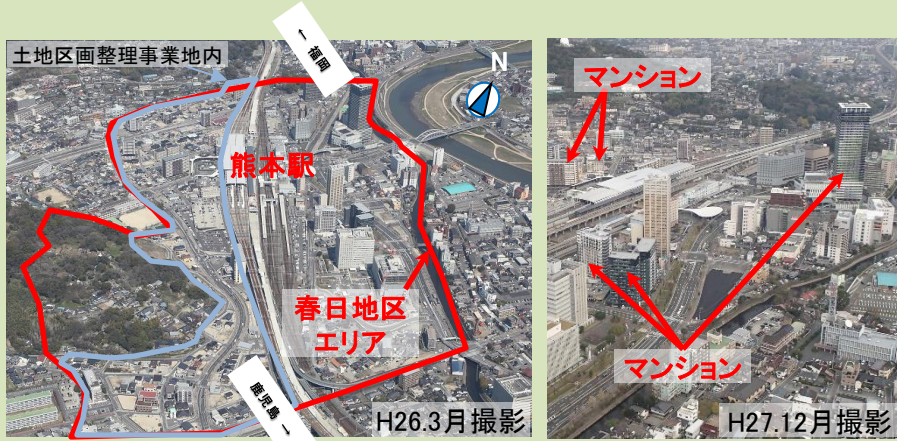 ← 福岡
土地区画整理事業地内
N
熊本駅
春日地区
エリア
鹿児島 →
H26.3月撮影
マンション
マンション
H27.12月撮影